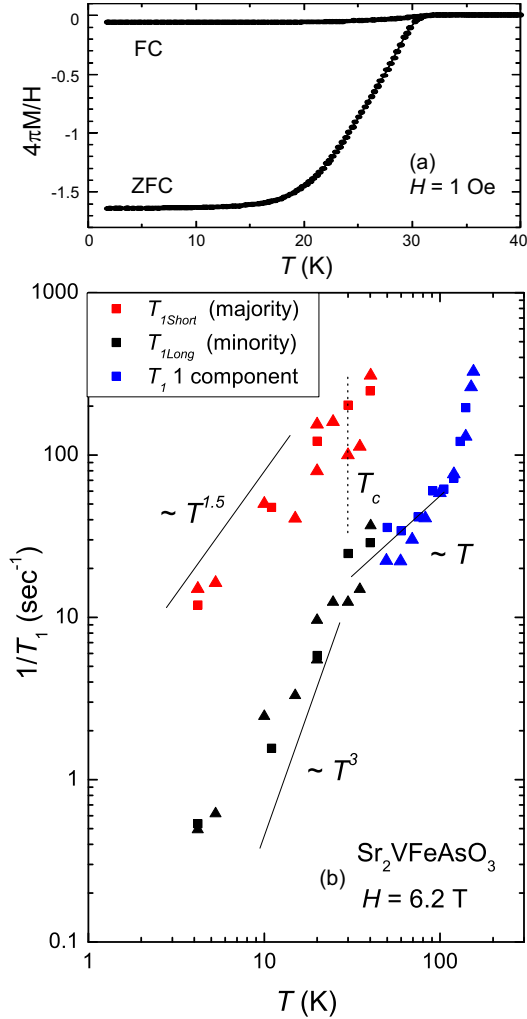 0
-0.5
-1
-1.5
4πM/H
FC
ZFC
(a)
H = 1 Oe
0 10 20 30 40
T (K)
1000
100
10
1
0.1
1/T₁ (sec⁻¹)
T₁Short (majority)
T₁Long (minority)
T₁ 1 component
~ T¹·⁵
T_c
~ T
~ T³
Sr₂VFeAsO₃
(b)
H = 6.2 T
1 10 100
T (K)